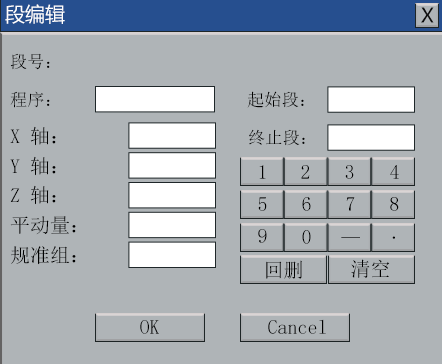 段编辑 X
段号：
程序： 起始段：
X 轴： 终止段：
Y 轴： 1 2 3 4
Z 轴： 5 6 7 8
平动量： 9 0 — .
规准组： 回删 清空
OK Cancel